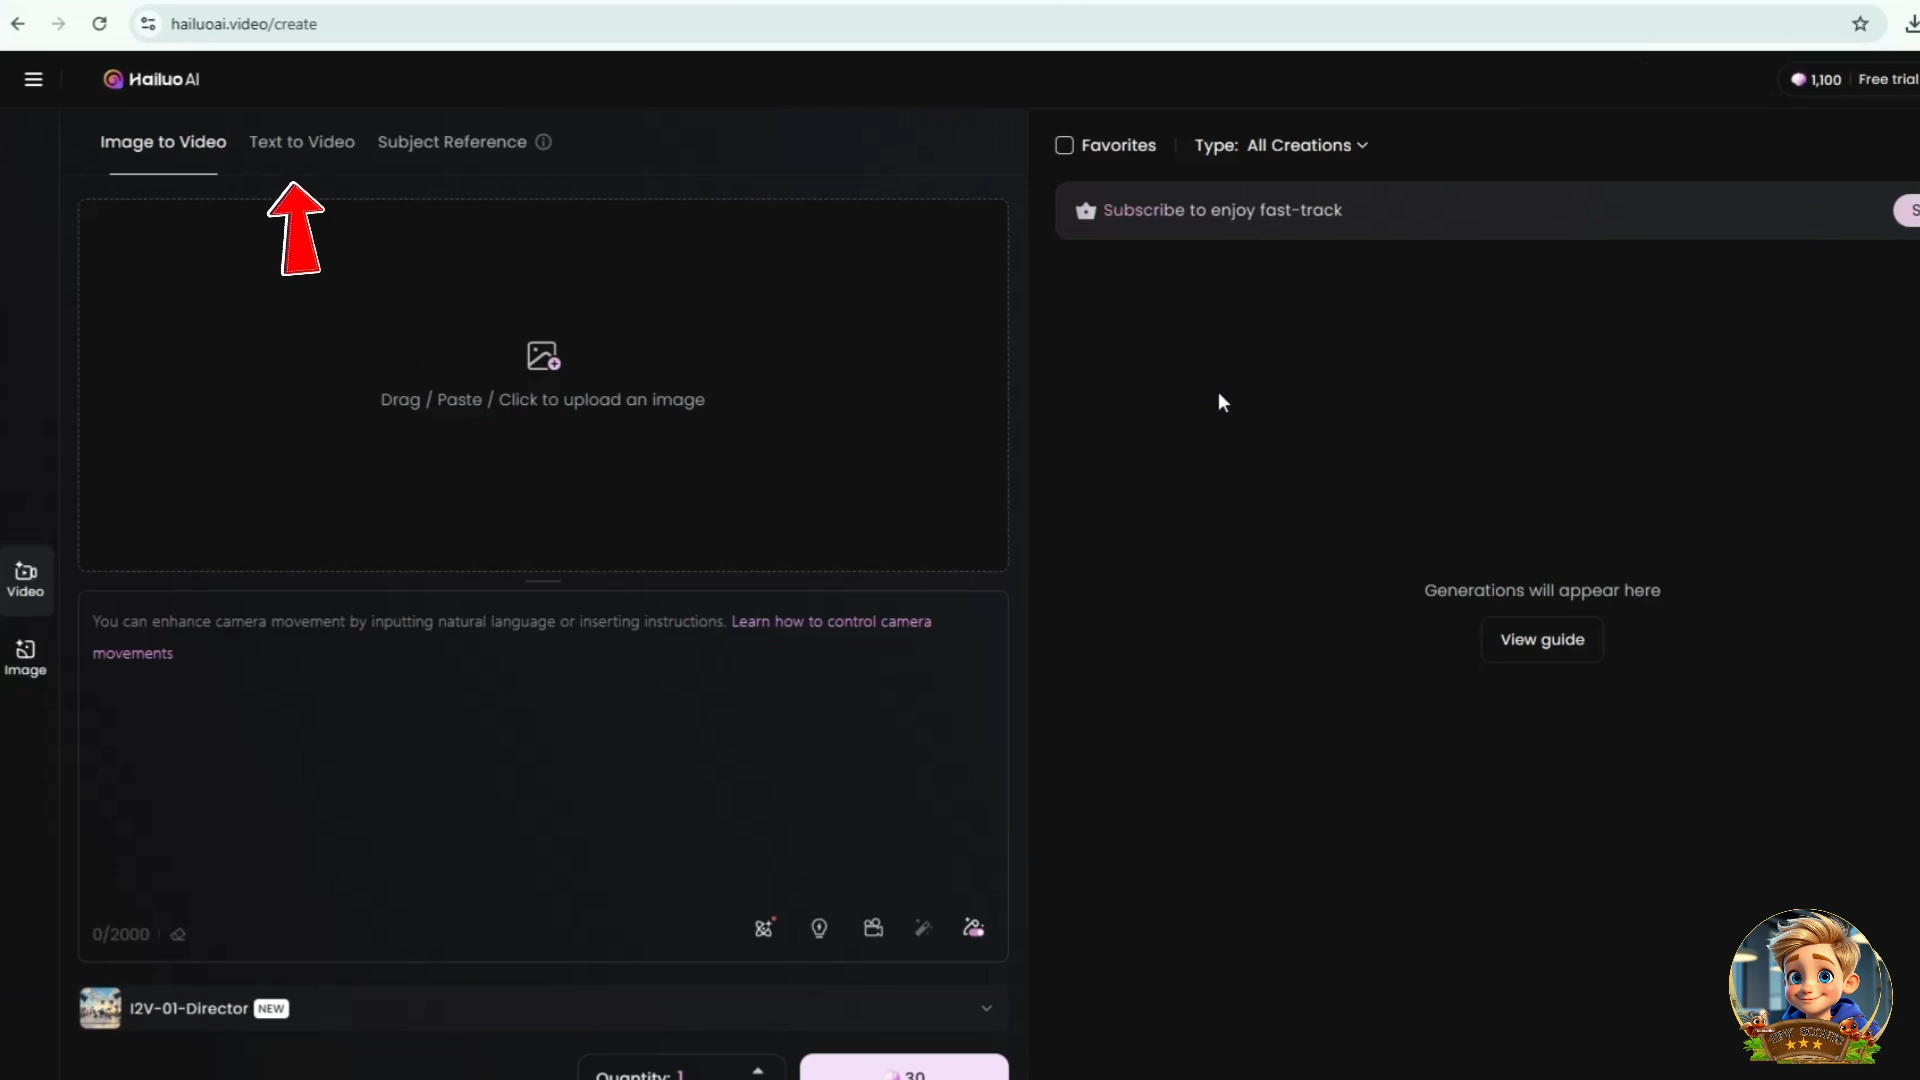 hailuoai.video/create
Hailuo AI
1,100
Free trial
Image to Video
Text to Video
Subject Reference
Favorites
Type: All Creations
Subscribe to enjoy fast-track
S
Drag / Paste / Click to upload an image
Video
Image
You can enhance camera movement by inputting natural language or inserting instructions. Learn how to control camera
movements
Generations will appear here
View guide
0/2000
I2V-01-Director NEW
Quantity: 1
30